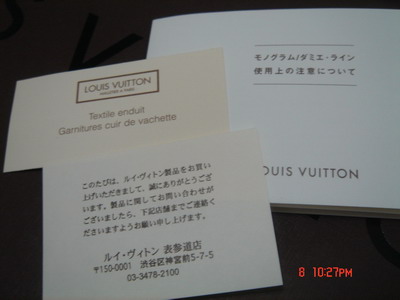 LOUIS VUITTON
MALLETIER A PARIS
Textile enduit
Garnitures cuir de vachette
モノグラム/ダミエ・ライン
使用上の注意について
LOUIS VUITTON
このたびは、ルイ・ヴィトン製品をお買い
上げいただきまして、誠にありがとうござ
います。製品に関してお問い合わせが
ございましたら、下記店舗までご連絡く
ださいますようお願い申し上げます。
ルイ・ヴィトン 表参道店
〒150-0001 渋谷区神宮前5-7-5
03-3478-2100
8 10:27PM